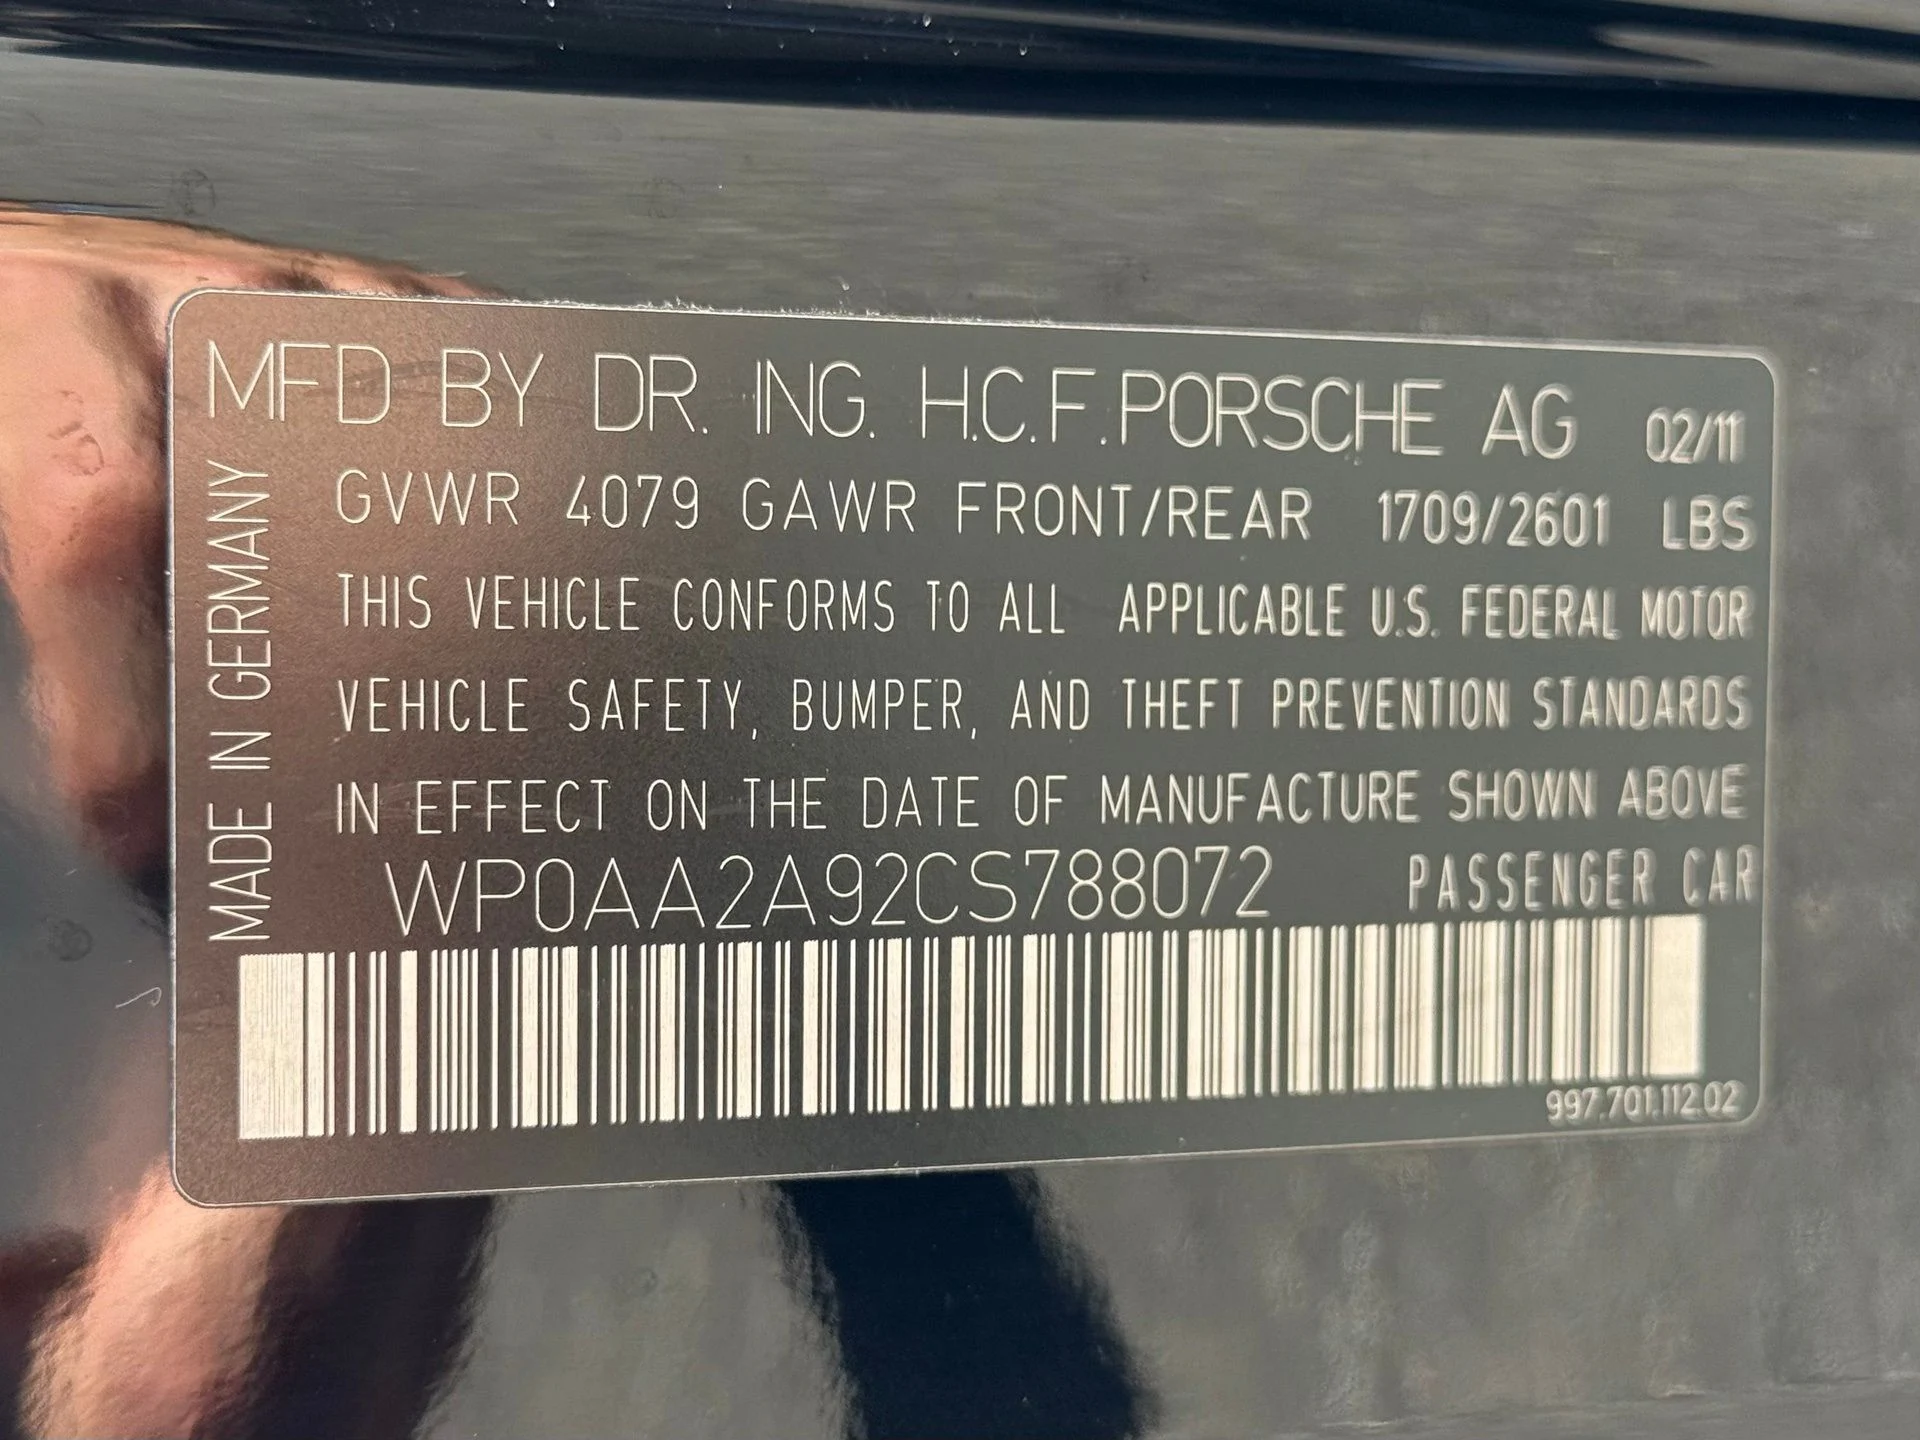 MFD BY DR. ING. H.C.F.PORSCHE AG 02/11
GVWR 4079 GAWR FRONT/REAR 1709/2601 LBS
THIS VEHICLE CONFORMS TO ALL APPLICABLE U.S. FEDERAL MOTOR
VEHICLE SAFETY, BUMPER, AND THEFT PREVENTION STANDARDS
IN EFFECT ON THE DATE OF MANUFACTURE SHOWN ABOVE
WP0AA2A92CS788072 PASSENGER CAR
997.701.112.02
MADE IN GERMANY